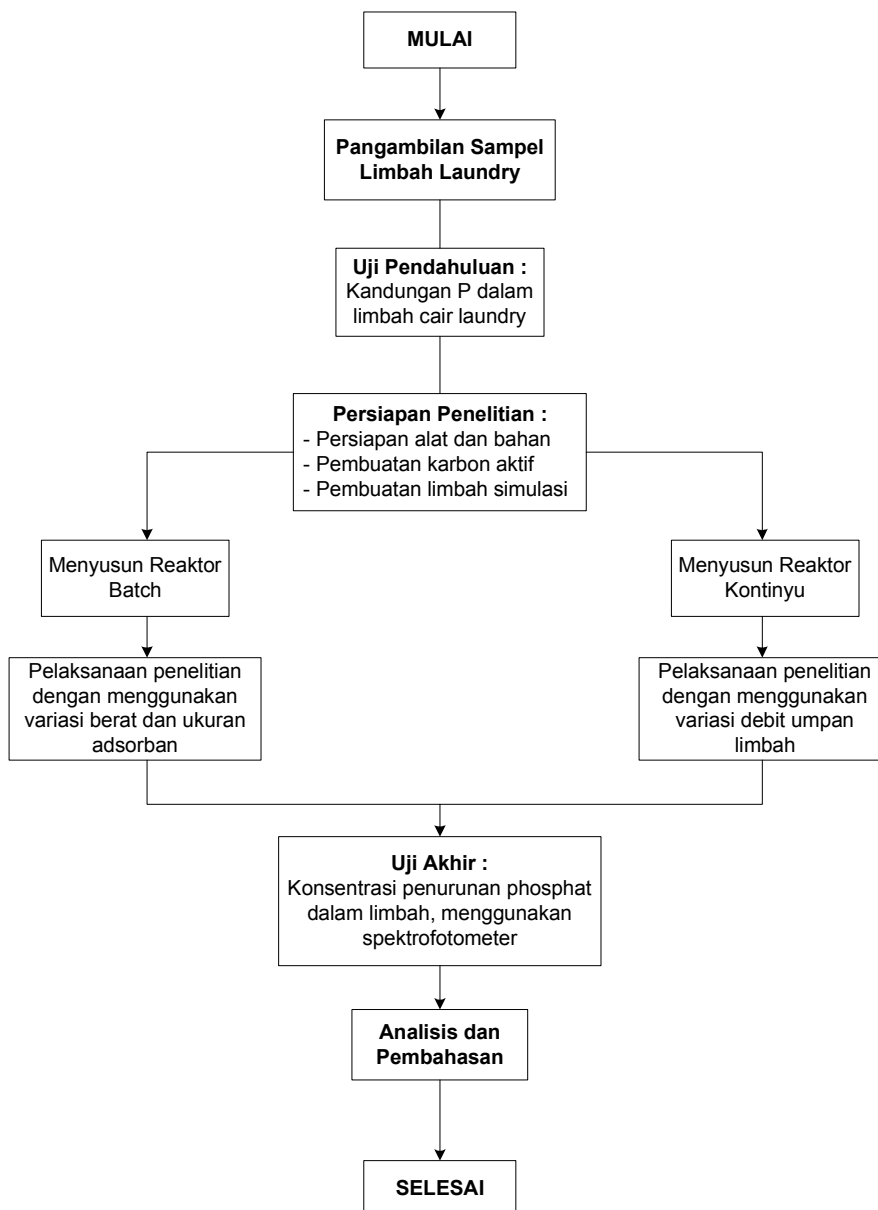 MULAI
Pangambilan Sampel
Limbah Laundry
Uji Pendahuluan :
Kandungan P dalam
limbah cair laundry
Persiapan Penelitian :
- Persiapan alat dan bahan
- Pembuatan karbon aktif
- Pembuatan limbah simulasi
Menyusun Reaktor
Batch
Pelaksanaan penelitian
dengan menggunakan
variasi berat dan ukuran
adsorban
Menyusun Reaktor
Kontinyu
Pelaksanaan penelitian
dengan menggunakan
variasi debit umpan
limbah
Uji Akhir :
Konsentrasi penurunan phosphat
dalam limbah, menggunakan
spektrofotometer
Analisis dan
Pembahasan
SELESAI